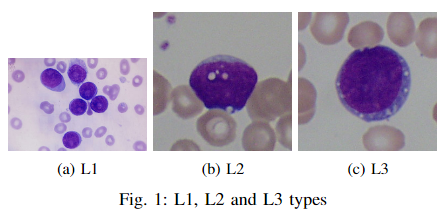 (a) L1
(b) L2
(c) L3
Fig. 1: L1, L2 and L3 types